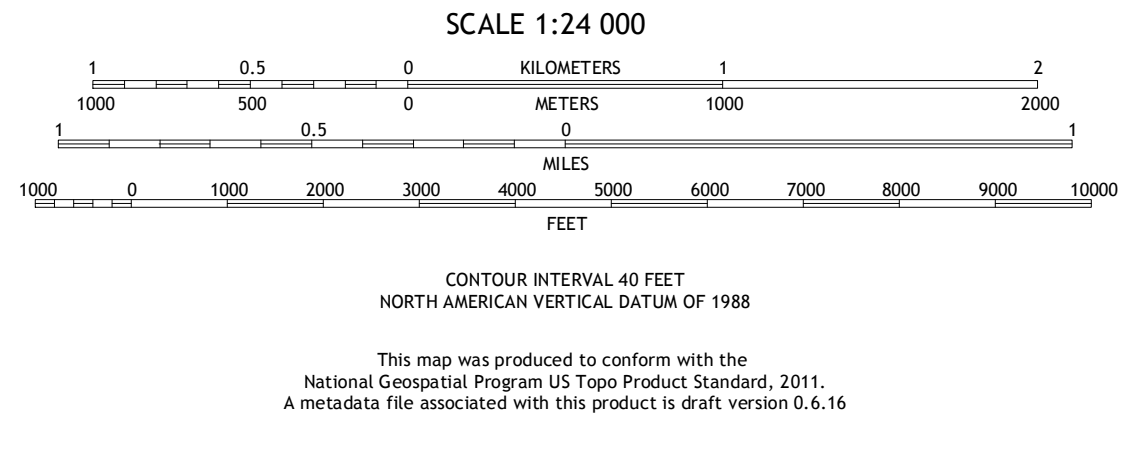 SCALE 1:24 000
1 0.5 0 KILOMETERS 1 2
1000 500 0 METERS 1000 2000
1 0.5 0 1
MILES
1000 0 1000 2000 3000 4000 5000 6000 7000 8000 9000 10000
FEET
CONTOUR INTERVAL 40 FEET
NORTH AMERICAN VERTICAL DATUM OF 1988
This map was produced to conform with the
National Geospatial Program US Topo Product Standard, 2011.
A metadata file associated with this product is draft version 0.6.16